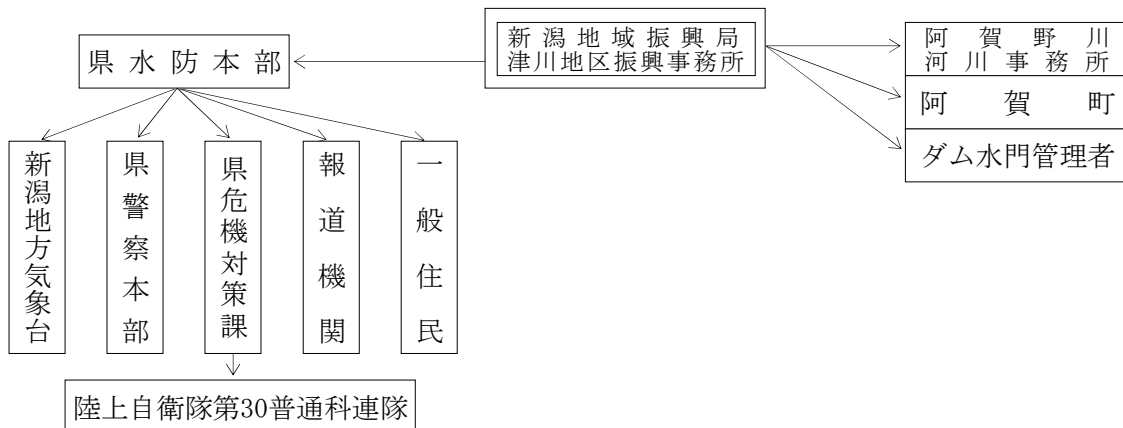 新潟地域振興局
津川地区振興事務所
県水防本部
阿賀野川
河川事務所
阿賀町
ダム水門管理者
新潟地方気象台
県警察本部
県危機対策課
報道機関
一般住民
陸上自衛隊第30普通科連隊